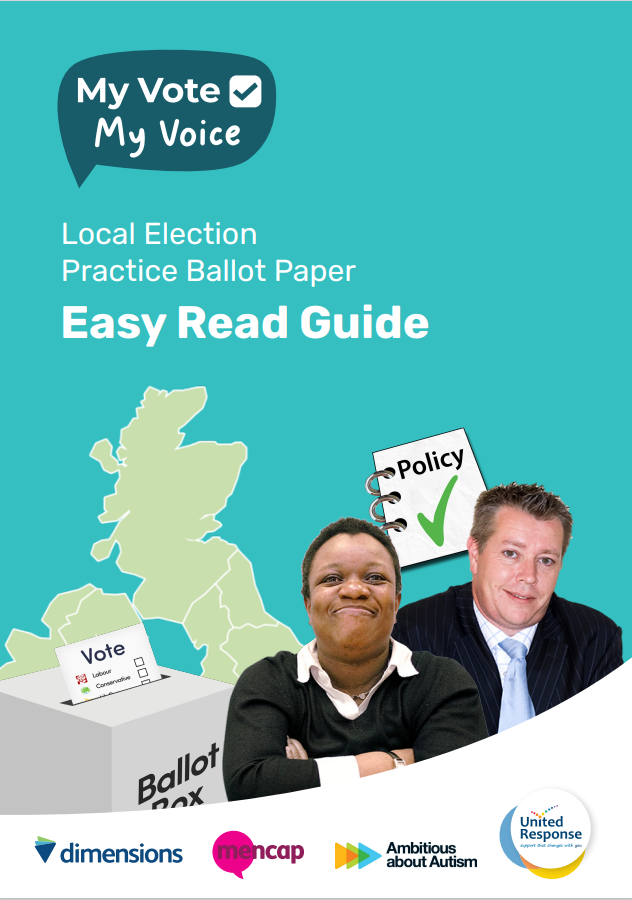 My Vote
My Voice
Local Election
Practice Ballot Paper
Easy Read Guide
Policy
Vote
Labour
Conservative
Ballot
Box
dimensions
mencap
Ambitious
about Autism
United
Response
support that changes with you